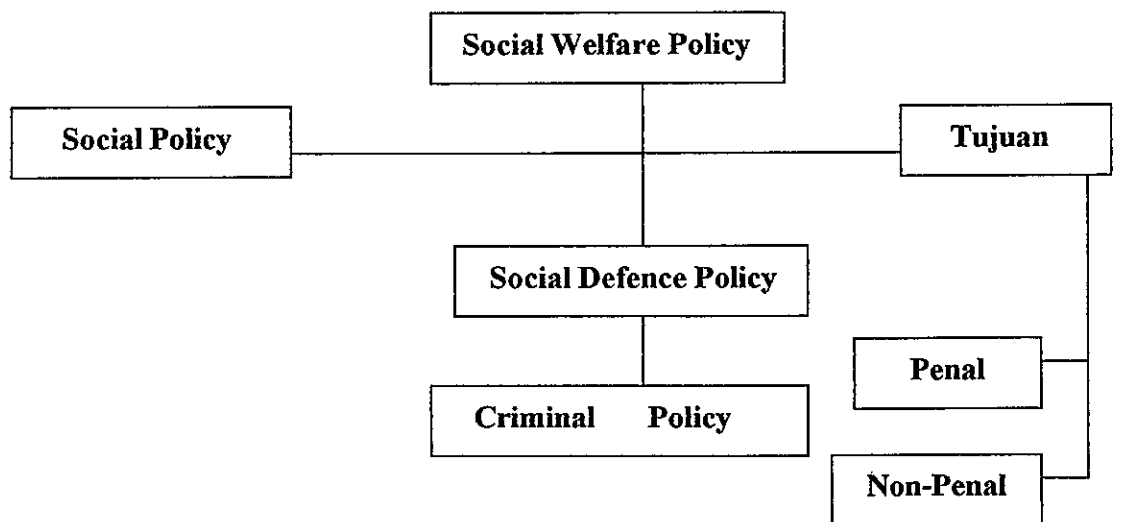 Social Welfare Policy
Social Policy
Tujuan
Social Defence Policy
Penal
Criminal Policy
Non-Penal